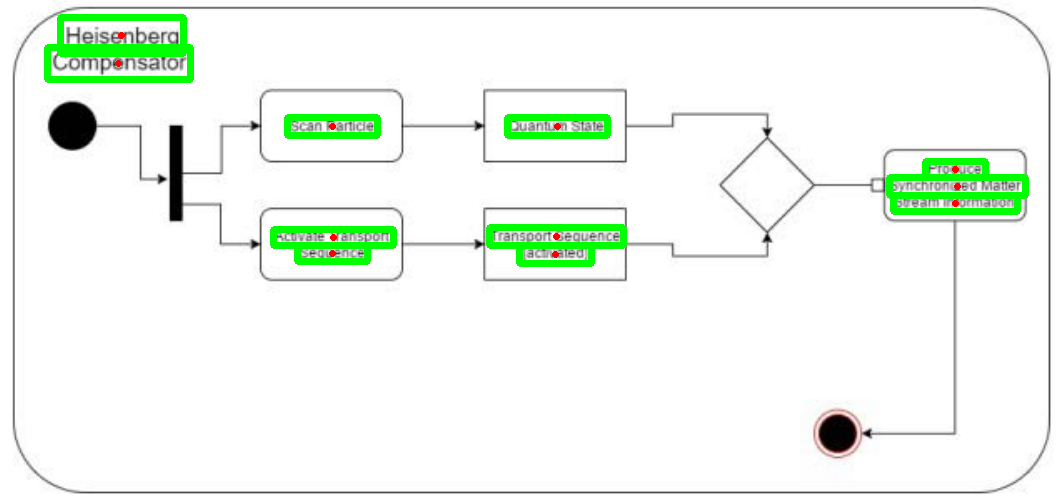 Heisenberg
Compensator
Scan Particle
Quantum State
Activate Transport
Sequence
Transport Sequence
[activated]
Produce
Synchronized Matter
Stream Information